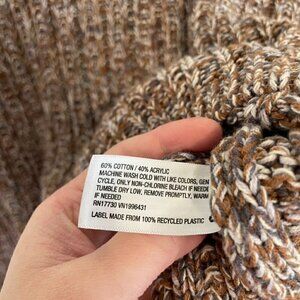 60% COTTON / 40% ACRYLIC
MACHINE WASH COLD WITH LIKE COLORS, GEN
CYCLE, ONLY NON-CHLORINE BLEACH IF NEEDE
TUMBLE DRY LOW, REMOVE PROMPTLY, WARM
IF NEEDED
RN17730 VN1996431
LABEL MADE FROM 100% RECYCLED PLASTIC